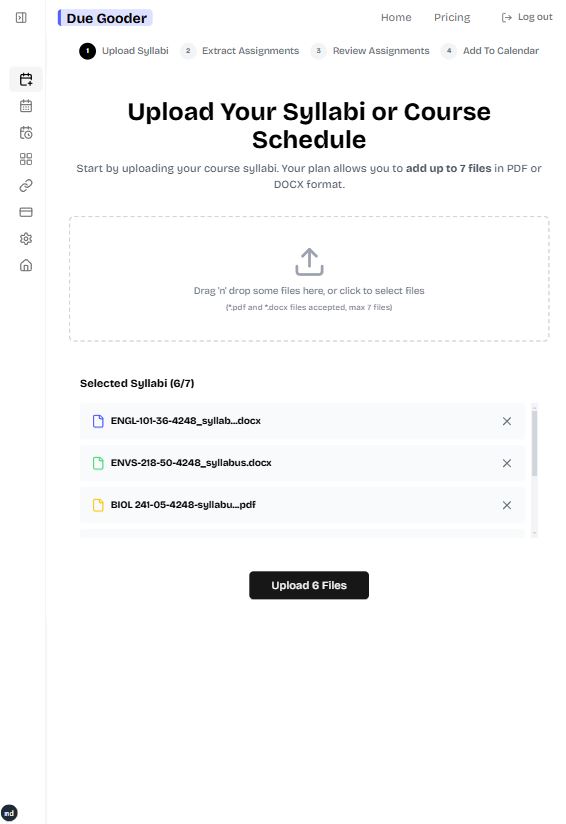 Due Gooder
Home
Pricing
Log out
1 Upload Syllabi
2 Extract Assignments
3 Review Assignments
4 Add To Calendar
Upload Your Syllabi or Course
Schedule
Start by uploading your course syllabi. Your plan allows you to add up to 7 files in PDF or
DOCX format.
Drag 'n' drop some files here, or click to select files
(*.pdf and *.docx files accepted, max 7 files)
Selected Syllabi (6/7)
ENGL-101-36-4248_syllab...docx
ENVS-218-50-4248_syllabus.docx
BIOL 241-05-4248-syllabu...pdf
Upload 6 Files
md